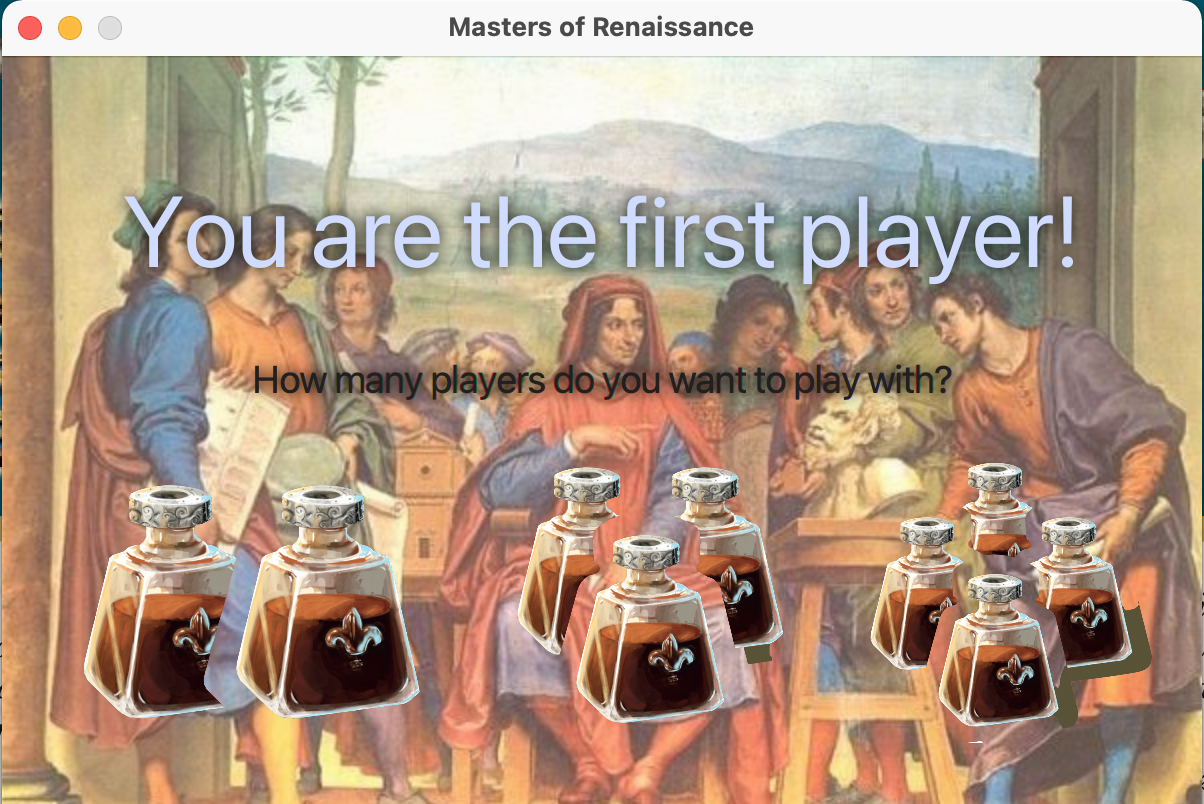 Masters of Renaissance
You are the first player!
How many players do you want to play with?